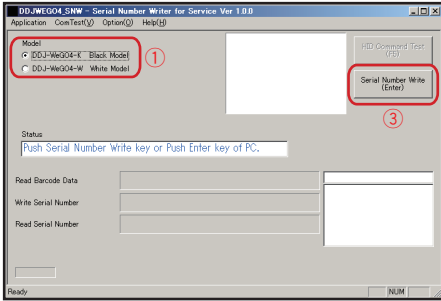 DDJWEGO4_SNW - Serial Number Writer for Service Ver 1.0.0
Application ComTest(V) Option(O) Help(H)
Model
DDJ-WeGO4-K Black Model
DDJ-WeGO4-W White Model
①
HID Command Test
(F5)
Serial Number Write
(Enter)
③
Status
Push Serial Number Write key or Push Enter key of PC.
Read Barcode Data
Write Serial Number
Read Serial Number
Ready
NUM